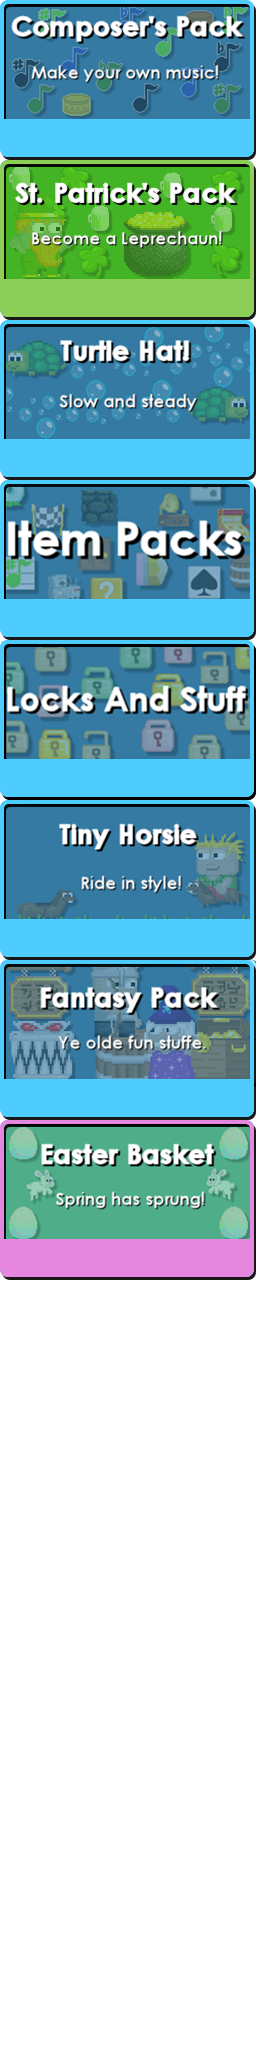 Composer's Pack
Make your own music!
St. Patrick's Pack
Become a Leprechaun!
Turtle Hat!
Slow and steady
Item Packs
Locks And Stuff
Tiny Horsie
Ride in style!
Fantasy Pack
Ye olde fun stuffe.
Easter Basket
Spring has sprung!